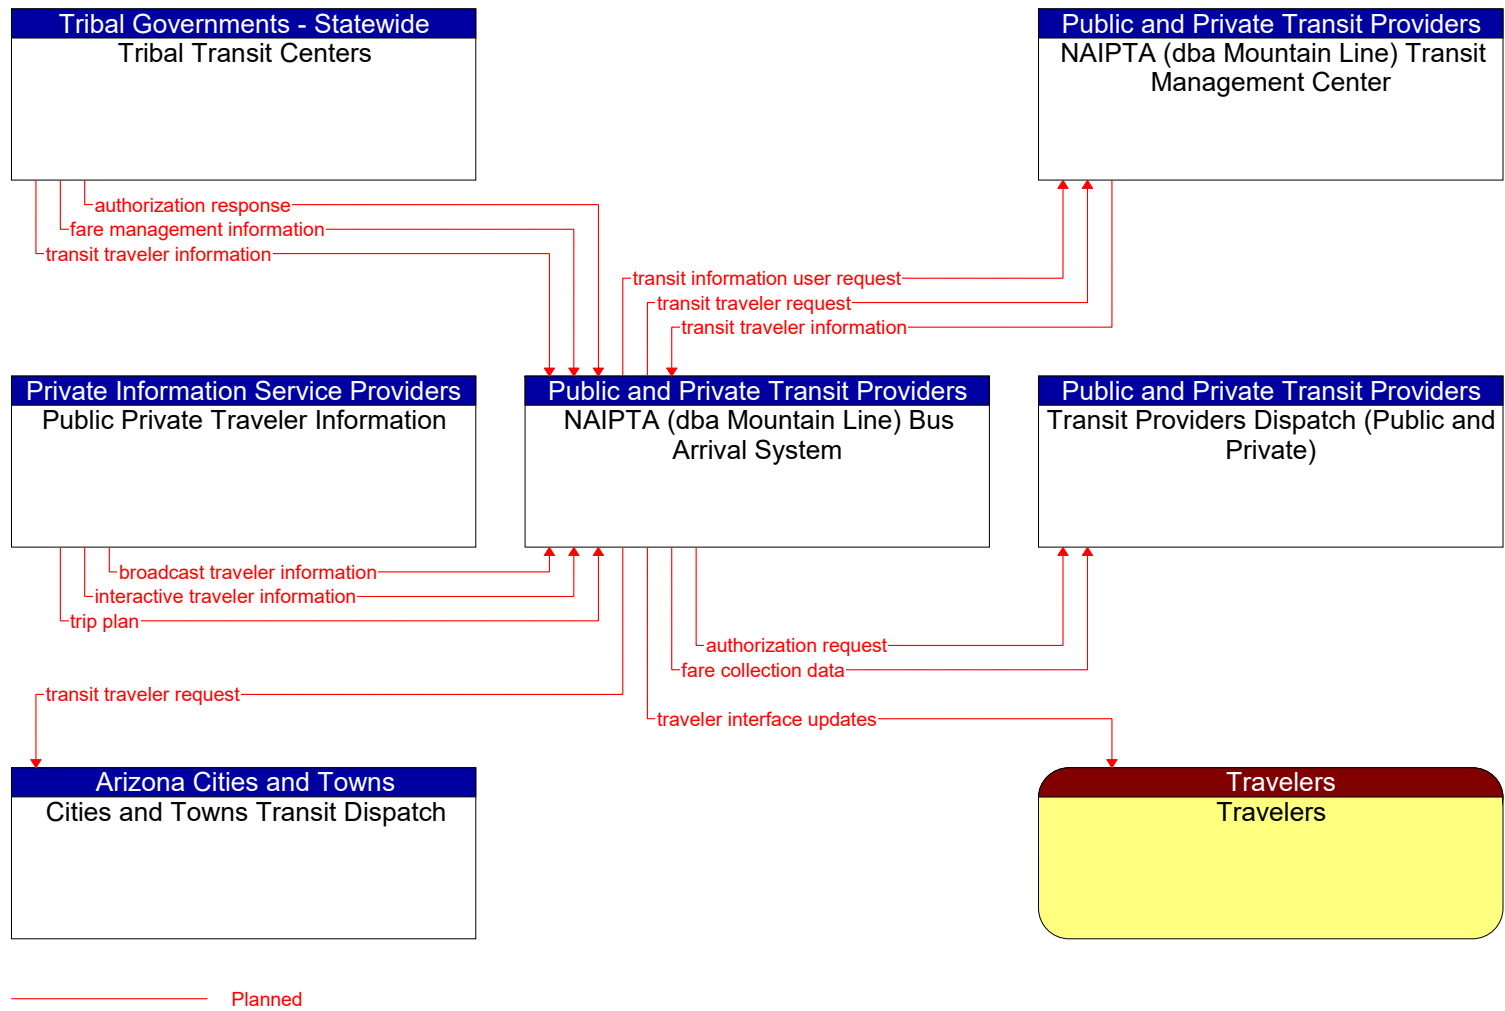 Tribal Governments - Statewide
Tribal Transit Centers
Public and Private Transit Providers
NAIPTA (dba Mountain Line) Transit
Management Center
authorization response
fare management information
transit traveler information
transit information user request
transit traveler request
transit traveler information
Private Information Service Providers
Public Private Traveler Information
Public and Private Transit Providers
NAIPTA (dba Mountain Line) Bus
Arrival System
Public and Private Transit Providers
Transit Providers Dispatch (Public and
Private)
broadcast traveler information
interactive traveler information
trip plan
authorization request
fare collection data
transit traveler request
traveler interface updates
Arizona Cities and Towns
Cities and Towns Transit Dispatch
Travelers
Travelers
Planned